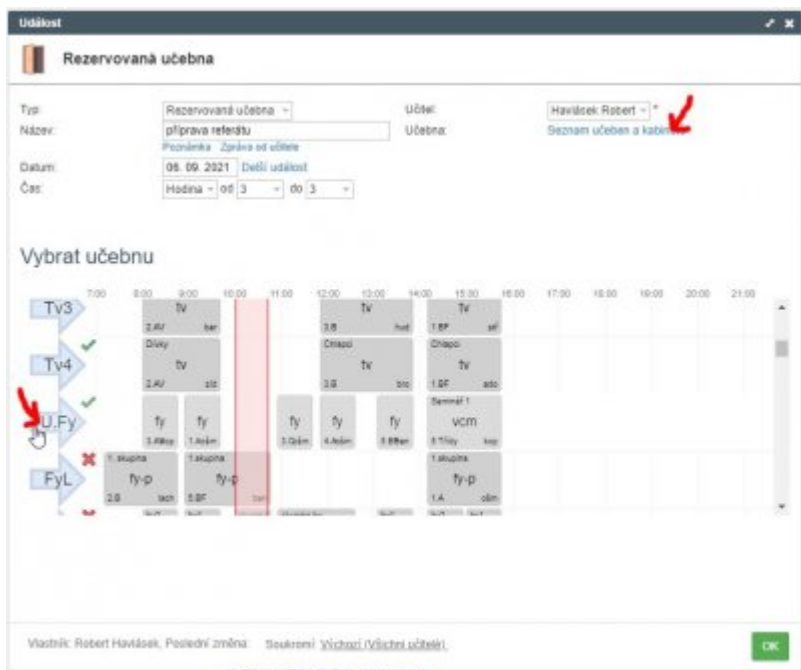 Událost
Rezervovaná učebna
Typ: Rezervovaná učebna Učitel: Havlásek Robert *
Název: příprava referátu Učebna: Seznam učeben a kabin
Poznámka Zpráva od učitele
Datum: 06. 09. 2021 Delší událost
Čas: Hodina od 3 do 3
Vybrat učebnu
7:00 8:00 9:00 10:00 11:00 12:00 13:00 14:00 15:00 16:00 17:00 18:00 19:00 20:00 21:00
Tv3 tv tv tv
2.AV bar 3.B hud 1.BF
Dívky Chlapci Chlapci
Tv4 tv tv tv
2.AV 3.B bro 1.BF
Seminář 1
U.Fy fy fy fy fy fy vcm
1. skupina 1.skupina 1.skupina
FyL fy-p fy-p fy-p
2.B tach 5.BF 1.A
Vlastník: Robert Havlásek, Poslední změna: Soukromí: Výchozí (Všichni učitelé)
OK